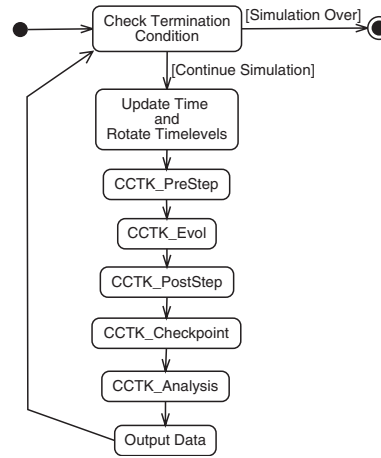 Check Termination
Condition
[Simulation Over]
[Continue Simulation]
Update Time
and
Rotate Timelevels
CCTK_PreStep
CCTK_Evol
CCTK_PostStep
CCTK_Checkpoint
CCTK_Analysis
Output Data